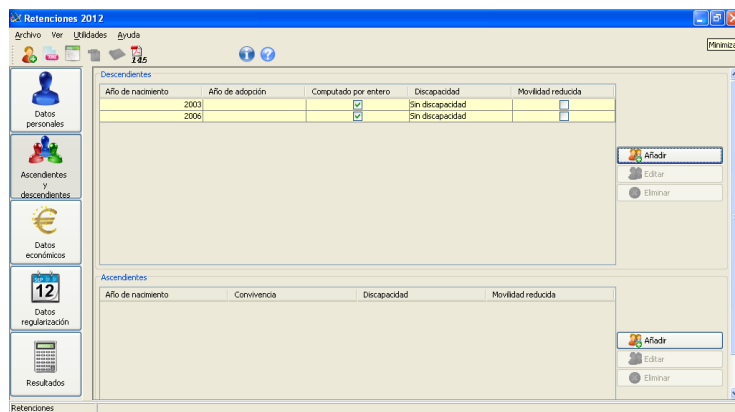 Retenciones 2012
Archivo Ver Utilidades Ayuda
145
Minimiza
Datos
personales
Ascendientes
y
descendientes
Datos
económicos
12
Datos
regularización
Resultados
Descendientes
Año de nacimiento Año de adopción Computado por entero Discapacidad Movilidad reducida
2003 Sin discapacidad
2006 Sin discapacidad
Añadir
Editar
Eliminar
Ascendientes
Año de nacimiento Convivencia Discapacidad Movilidad reducida
Añadir
Editar
Eliminar
Retenciones